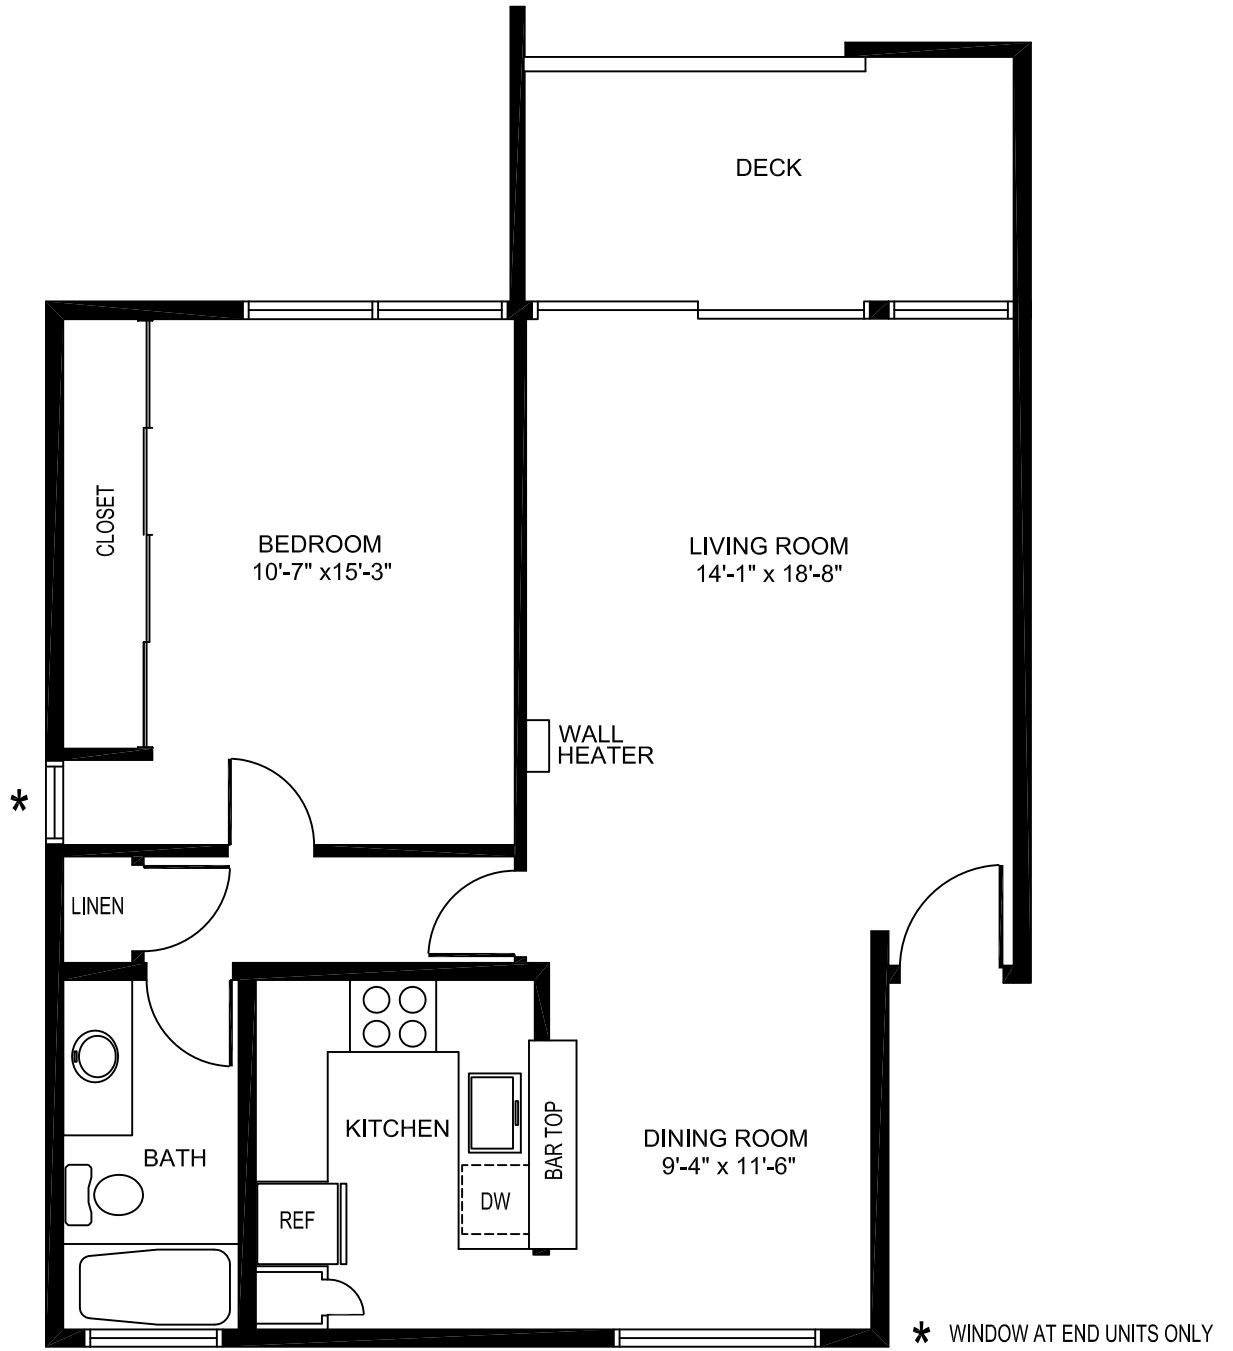 DECK
CLOSET
BEDROOM
10'-7" x15'-3"
LIVING ROOM
14'-1" x 18'-8"
WALL
HEATER
*
LINEN
KITCHEN
BAR TOP
DINING ROOM
9'-4" x 11'-6"
BATH
DW
REF
* WINDOW AT END UNITS ONLY